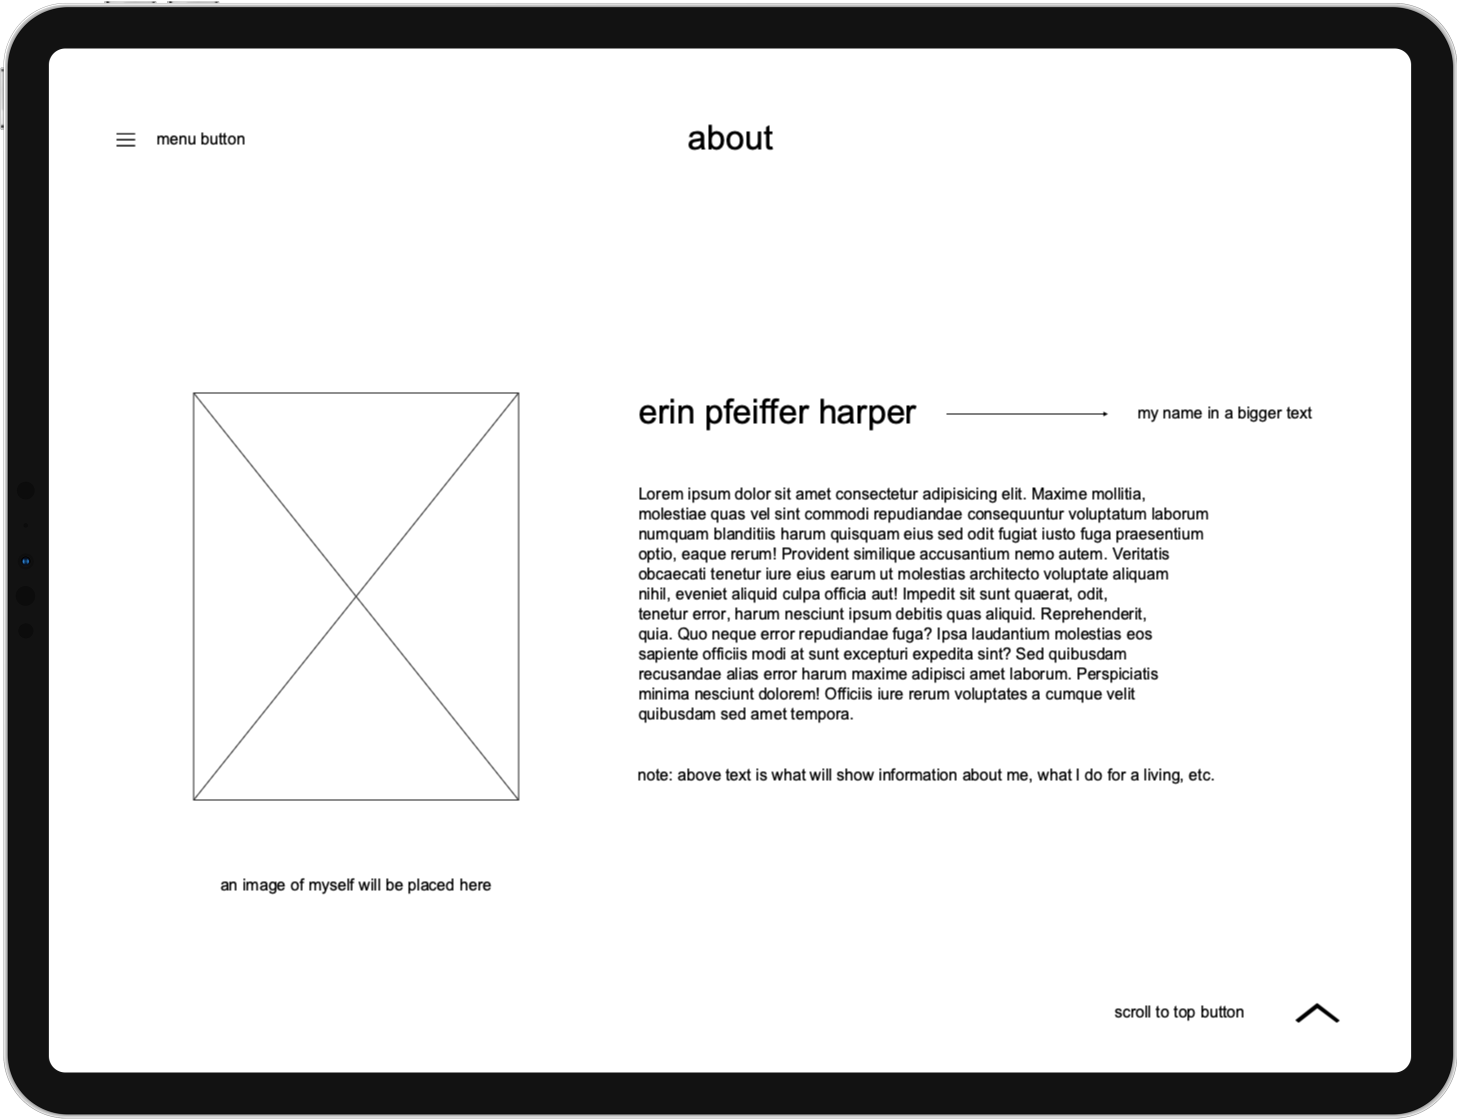 menu button
about
erin pfeiffer harper
my name in a bigger text
Lorem ipsum dolor sit amet consectetur adipisicing elit. Maxime mollitia,
molestiae quas vel sint commodi repudiandae consequuntur voluptatum laborum
numquam blanditiis harum quisquam eius sed odit fugiat iusto fuga praesentium
optio, eaque rerum! Provident similique accusantium nemo autem. Veritatis
obcaecati tenetur iure eius earum ut molestias architecto voluptate aliquam
nihil, eveniet aliquid culpa officia aut! Impedit sit sunt quaerat, odit,
tenetur error, harum nesciunt ipsum debitis quas aliquid. Reprehenderit,
quia. Quo neque error repudiandae fuga? Ipsa laudantium molestias eos
sapiente officiis modi at sunt excepturi expedita sint? Sed quibusdam
recusandae alias error harum maxime adipisci amet laborum. Perspiciatis
minima nesciunt dolorem! Officiis iure rerum voluptates a cumque velit
quibusdam sed amet tempora.
note: above text is what will show information about me, what I do for a living, etc.
an image of myself will be placed here
scroll to top button